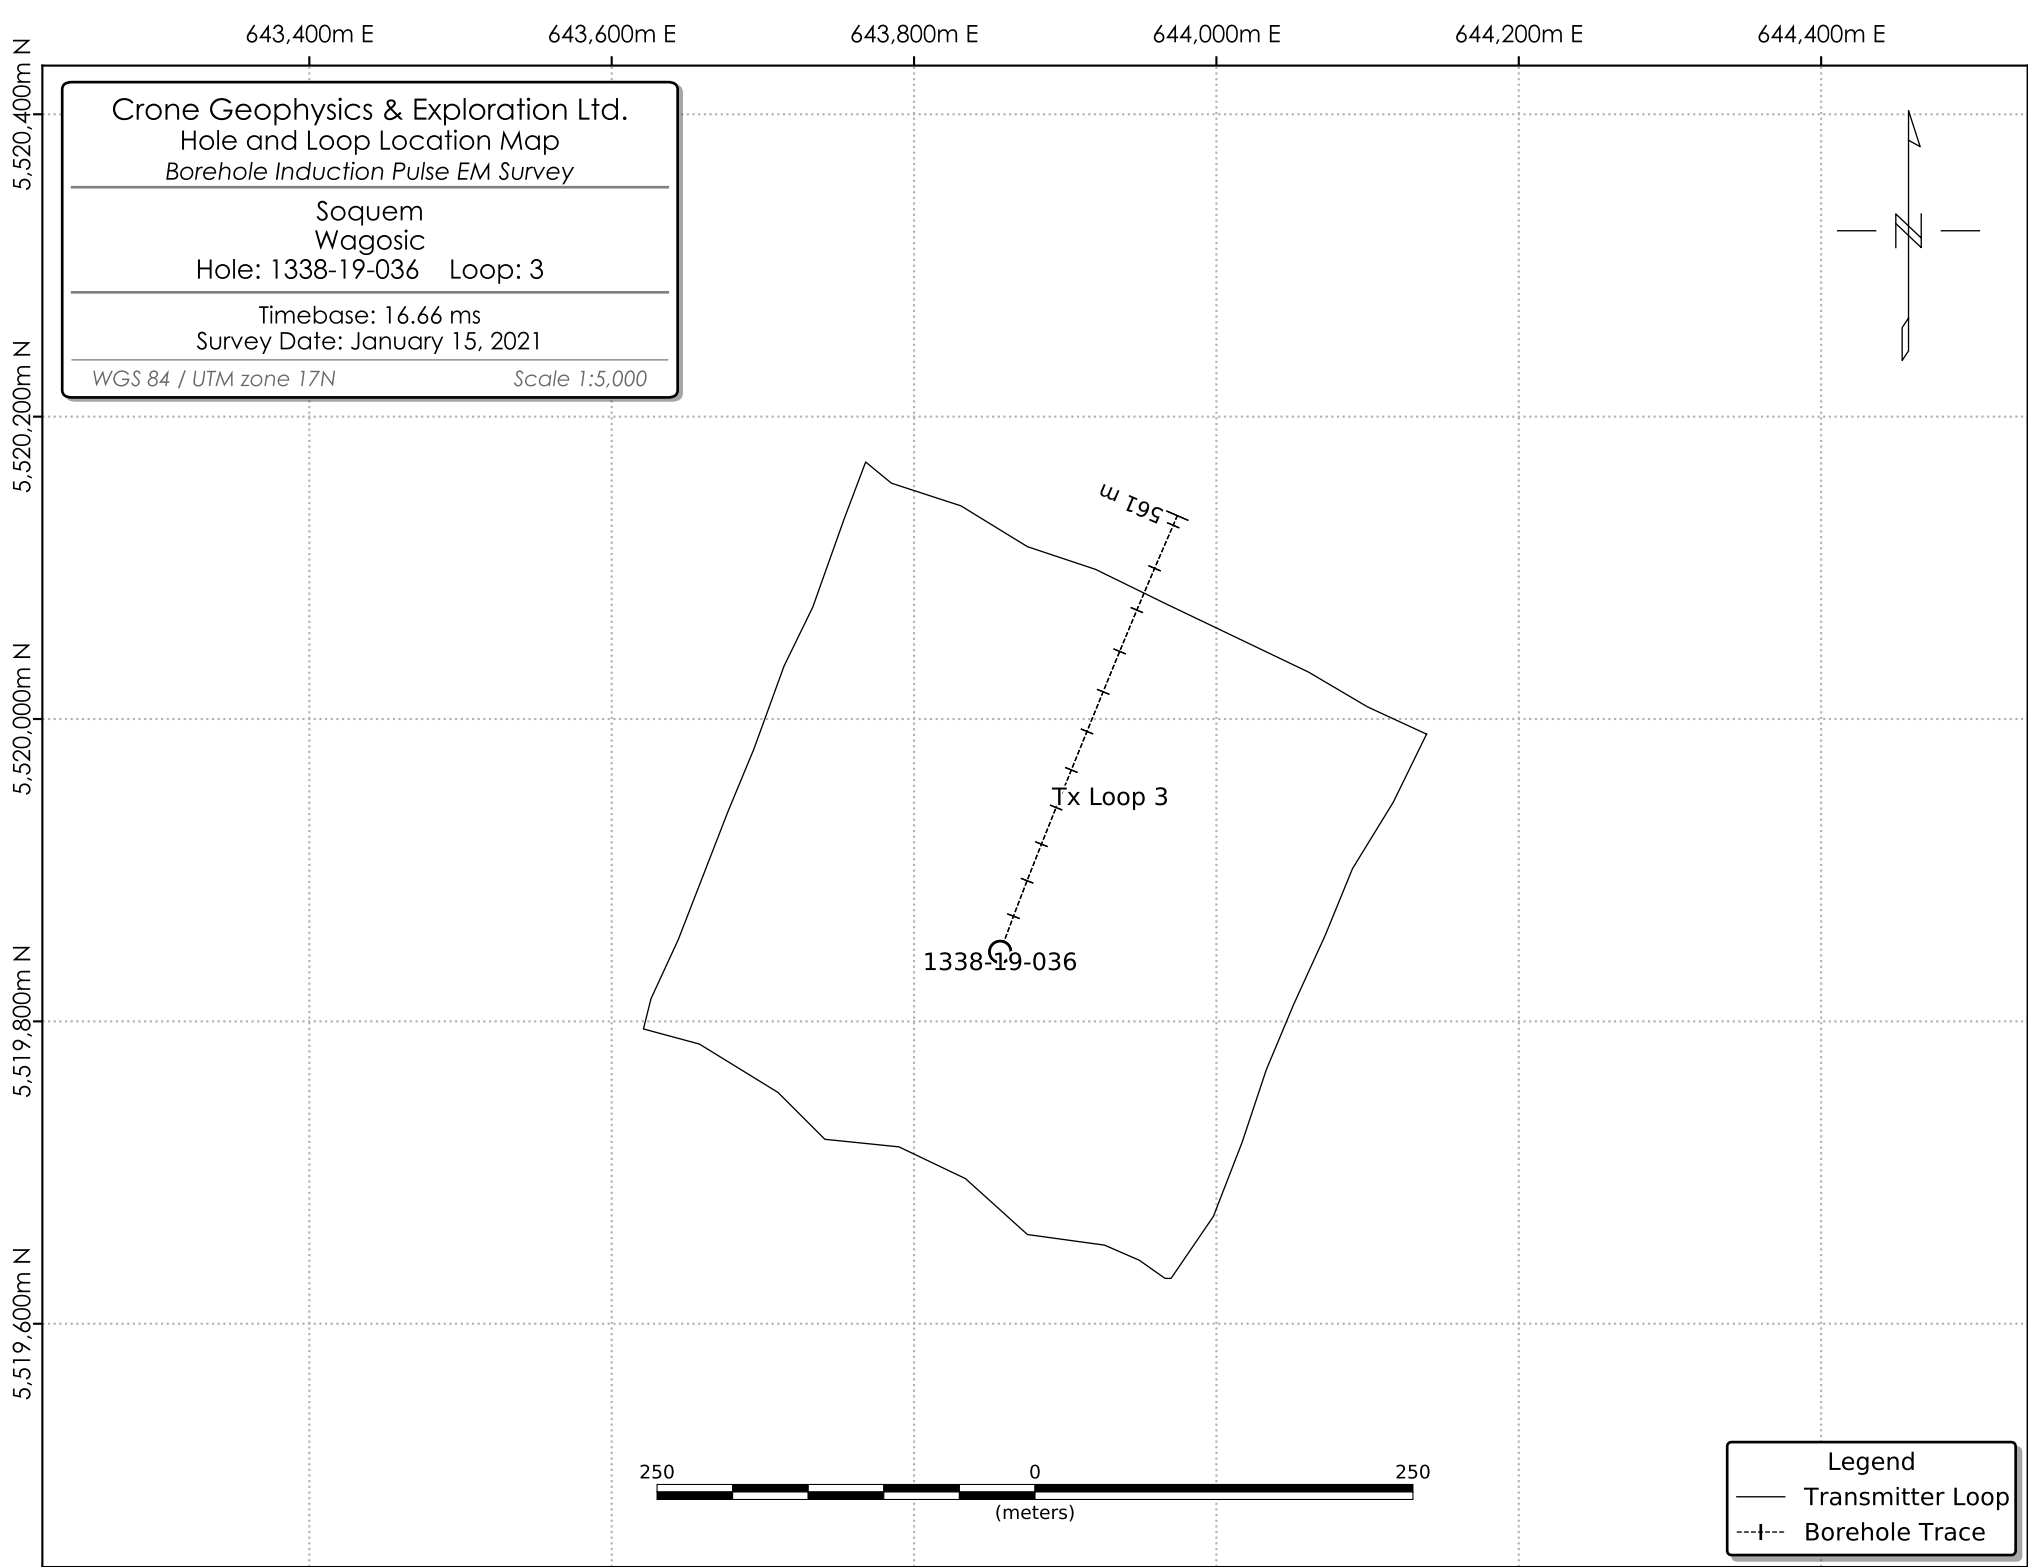 643,400m E
643,600m E
643,800m E
644,000m E
644,200m E
644,400m E
5,520,400m N
5,520,200m N
5,520,000m N
5,519,800m N
5,519,600m N
Crone Geophysics & Exploration Ltd.
Hole and Loop Location Map
Borehole Induction Pulse EM Survey
Soquem
Wagosic
Hole: 1338-19-036 Loop: 3
Timebase: 16.66 ms
Survey Date: January 15, 2021
WGS 84 / UTM zone 17N Scale 1:5,000
N
561 m
Tx Loop 3
1338-19-036
250 0 250
(meters)
Legend
Transmitter Loop
Borehole Trace